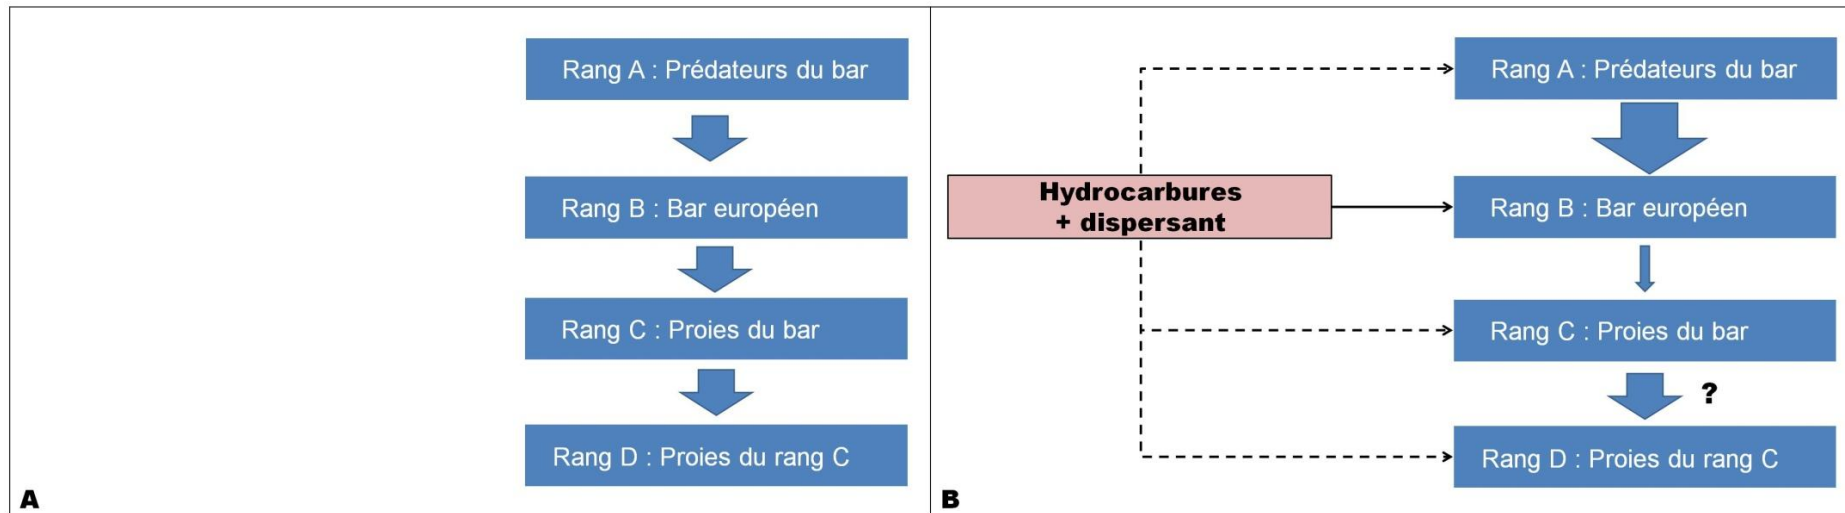 Rang A : Prédateurs du bar
Rang B : Bar européen
Rang C : Proies du bar
Rang D : Proies du rang C
A
Rang A : Prédateurs du bar
Hydrocarbures
+ dispersant
Rang B : Bar européen
Rang C : Proies du bar
?
Rang D : Proies du rang C
B